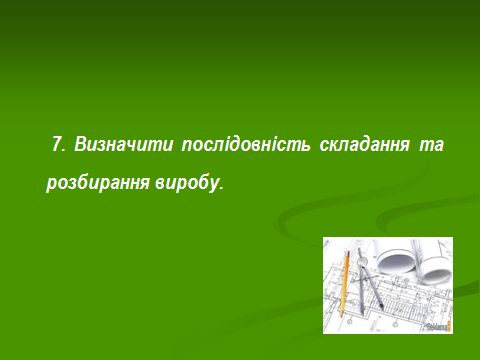 7. Визначити послідовність складання та
розбирання виробу.